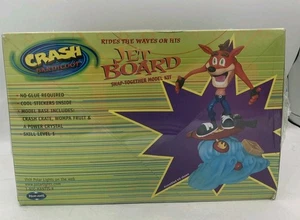 CRASH
BANDICOOT
RIDES THE WAVES ON HIS
JET
BOARD
SNAP-TOGETHER MODEL KIT
• NO GLUE REQUIRED
• COOL STICKERS INSIDE
• MODEL BASE INCLUDES:
CRASH CRATE, WUMPA FRUIT &
A POWER CRYSTAL
• SKILL LEVEL 1